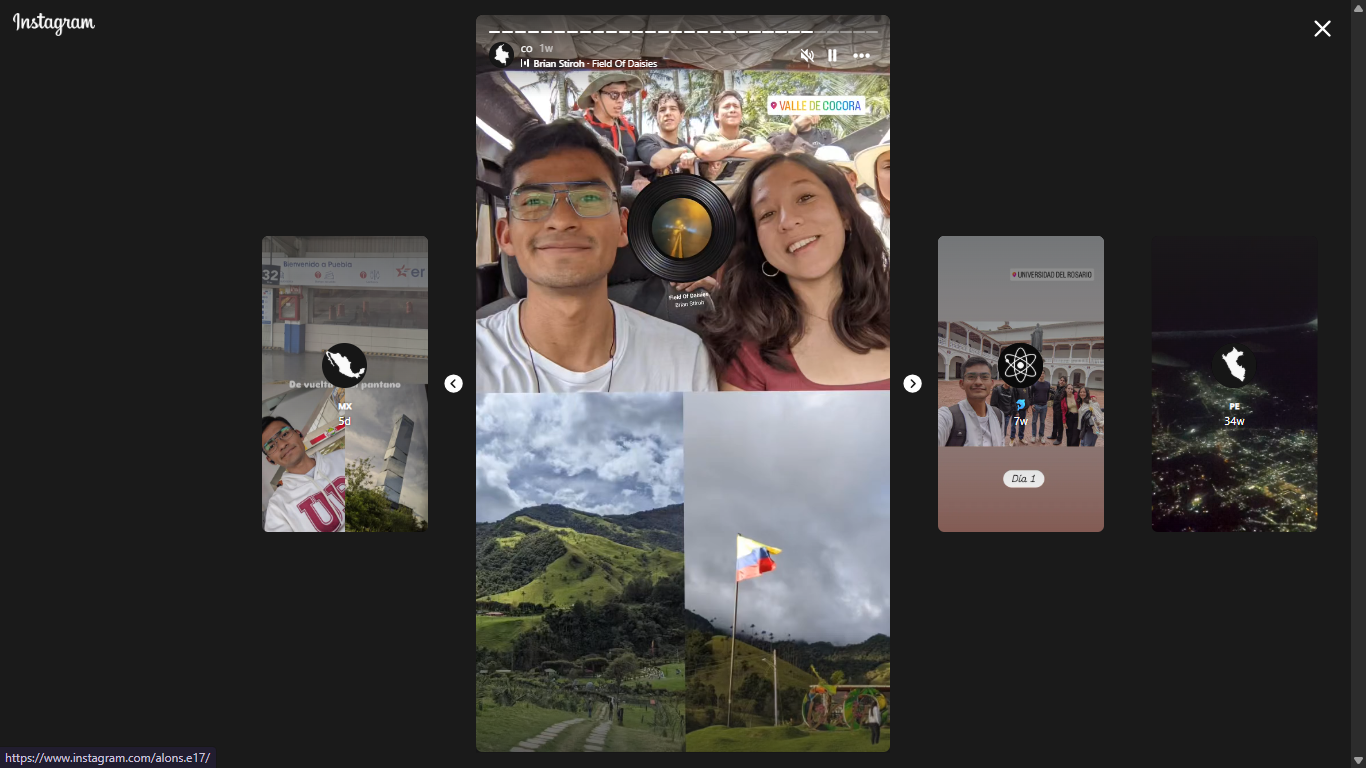 Instagram
co 1w
Brian Stiroh · Field Of Daisies
VALLE DE COCORA
Field Of Daisies
Brian Stiroh
32
Bienvenido a Puebla
er
De vuelta pantano
MX
5d
UNIVERSIDAD DEL ROSARIO
7w
Día 1
PE
34w
https://www.instagram.com/alons.e17/